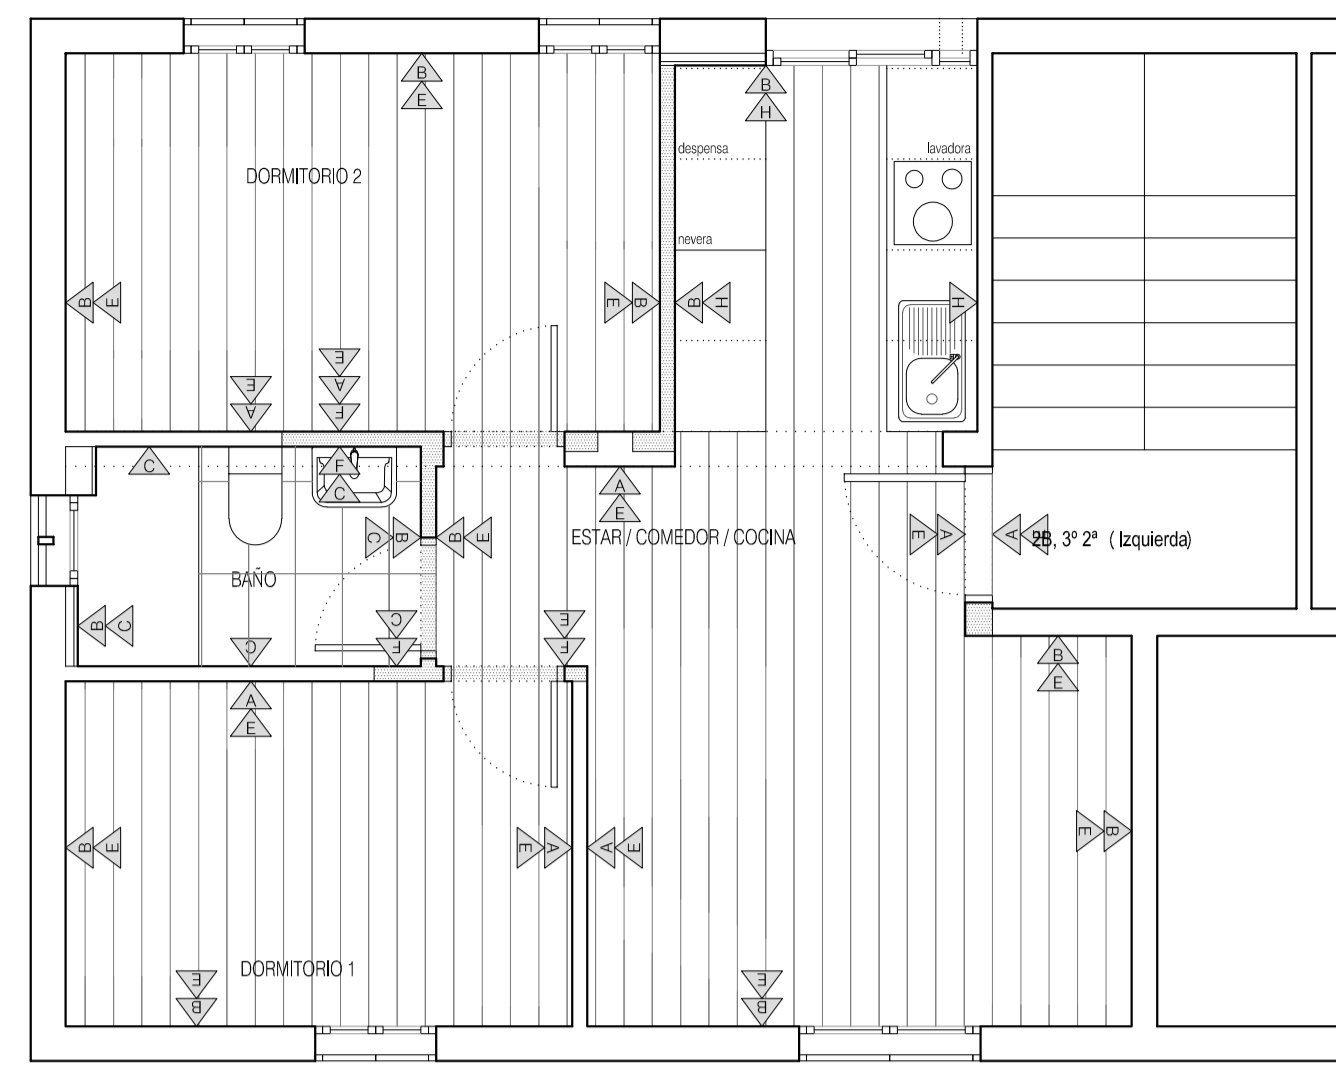 B
E
B
H
despensa
lavadora
DORMITORIO 2
nevera
B E
E B
B H
H
E
A
E
A
F
C
F
C
A
E
C B
B E
ESTAR / COMEDOR / COCINA
E A
A E
2B, 3º 2ª ( Izquierda)
BAÑO
B C
C
C
F
E
F
B
E
A
E
B E
E A
A E
E B
DORMITORIO 1
E
B
E
B